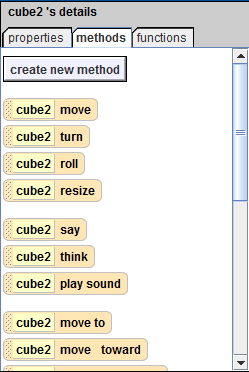 cube2 's details
properties methods functions
create new method
cube2 move
cube2 turn
cube2 roll
cube2 resize
cube2 say
cube2 think
cube2 play sound
cube2 move to
cube2 move toward